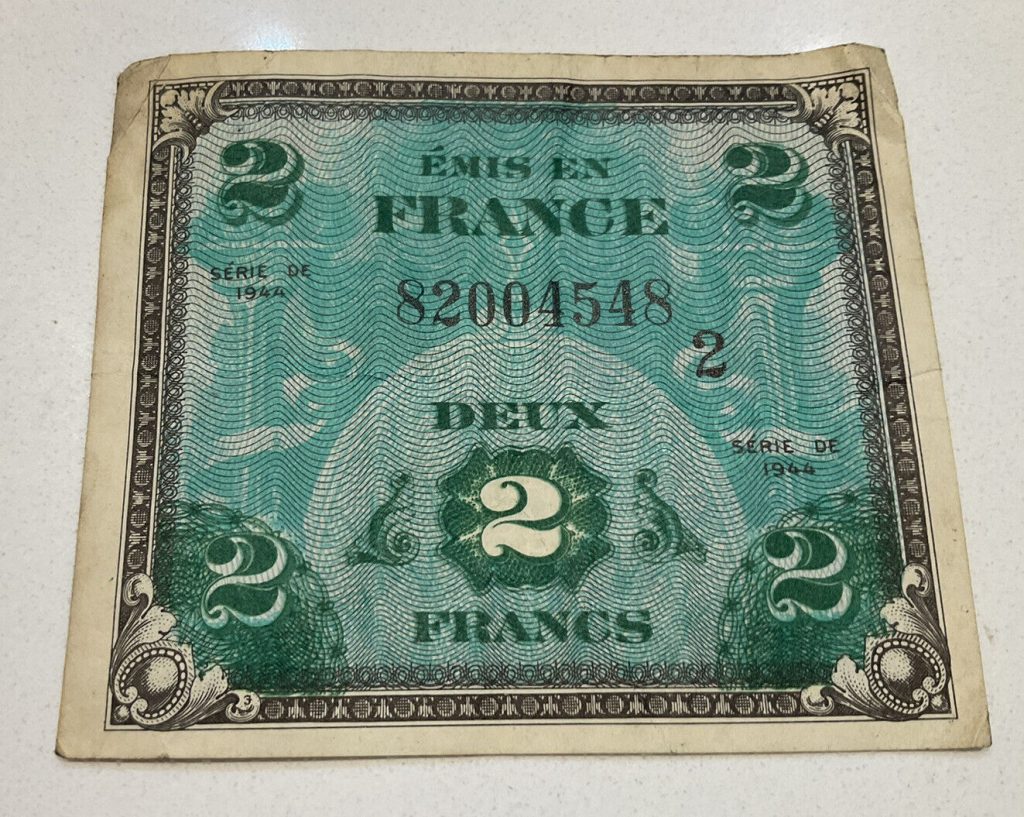 2 ÉMIS EN 2
FRANCE
SÉRIE DE
1944
82004548
2
DEUX
SÉRIE DE
1944
2
2 2
FRANCS